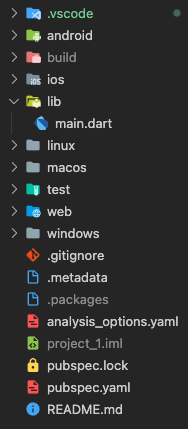 .vscode
android
build
ios
lib
main.dart
linux
macos
test
web
windows
.gitignore
.metadata
.packages
analysis_options.yaml
project_1.iml
pubspec.lock
pubspec.yaml
README.md